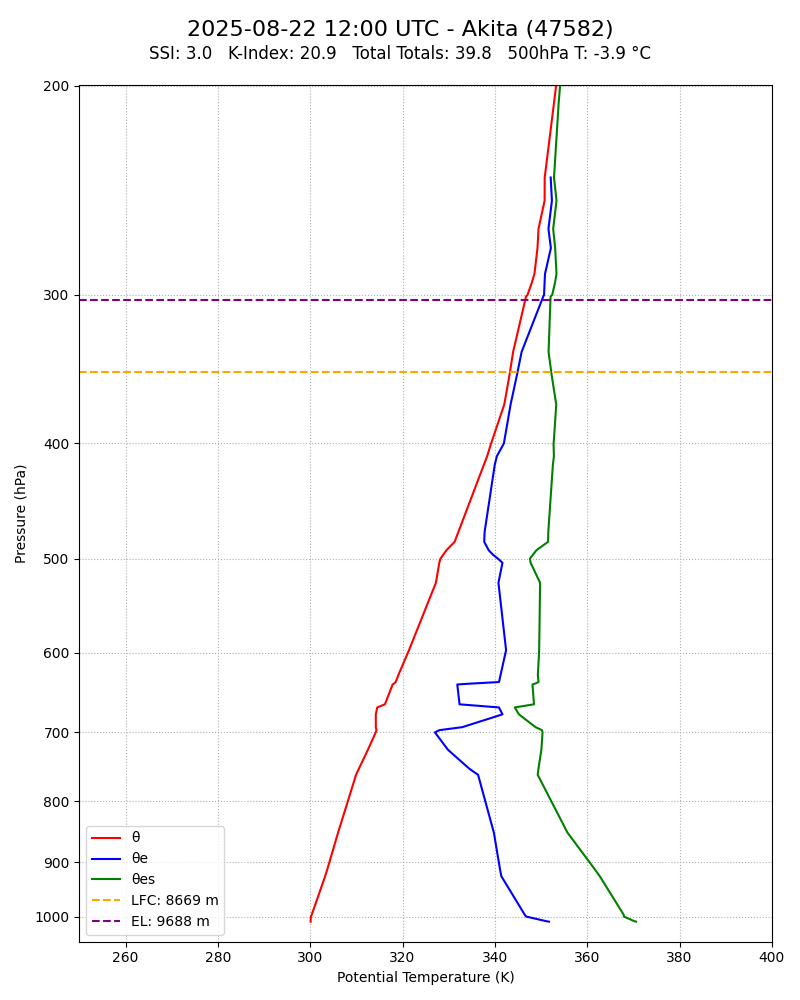 2025-08-22 12:00 UTC - Akita (47582)
SSI: 3.0   K-Index: 20.9   Total Totals: 39.8   500hPa T: -3.9 °C
200
300
400
500
600
700
800
900
1000
Pressure (hPa)
θ
θe
θes
LFC: 8669 m
EL: 9688 m
260 280 300 320 340 360 380 400
Potential Temperature (K)